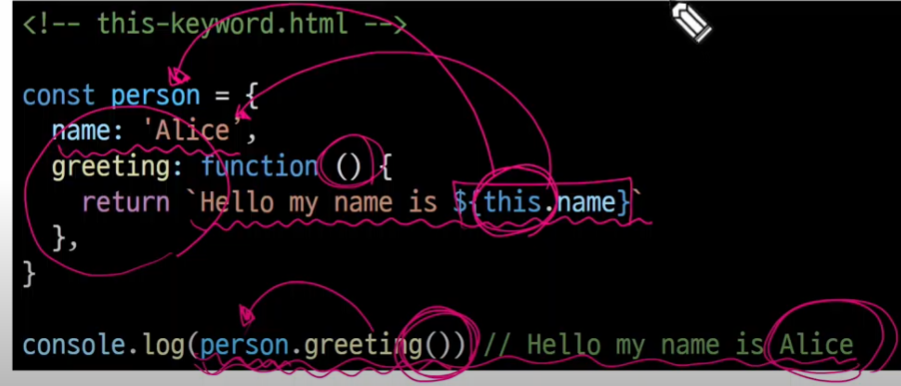 <!-- this-keyword.html -->
const person = {
name: 'Alice',
greeting: function () {
return `Hello my name is ${this.name}`
},
}
console.log(person.greeting()) // Hello my name is Alice